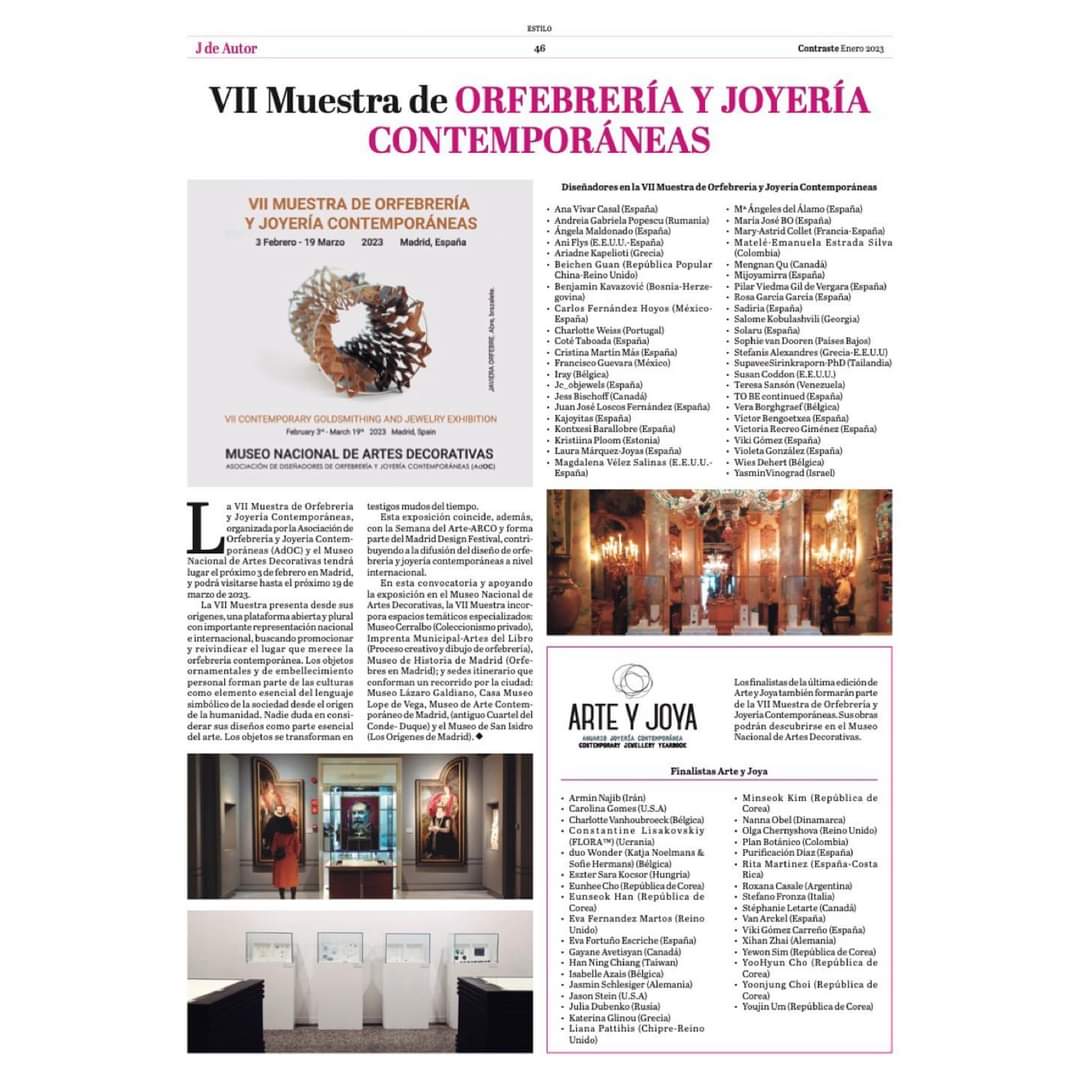 ESTILO
J de Autor
46
Contraste Enero 2023
VII Muestra de ORFEBRERÍA Y JOYERÍA
CONTEMPORÁNEAS
VII MUESTRA DE ORFEBRERÍA
Y JOYERÍA CONTEMPORÁNEAS
3 Febrero - 19 Marzo 2023 Madrid, España
JAVIERA ORFEBRE. Abre, brazalete.
VII CONTEMPORARY GOLDSMITHING AND JEWELRY EXHIBITION
February 3rd - March 19th 2023 Madrid, Spain
MUSEO NACIONAL DE ARTES DECORATIVAS
ASOCIACIÓN DE DISEÑADORES DE ORFEBRERÍA Y JOYERÍA CONTEMPORÁNEAS (AdOC)
La VII Muestra de Orfebrería
y Joyería Contemporáneas,
organizada por la Asociación de
Orfebrería y Joyería Contem-
poráneas (AdOC) y el Museo
Nacional de Artes Decorativas tendrá
lugar el próximo 3 de febrero en Madrid,
y podrá visitarse hasta el próximo 19 de
marzo de 2023.
La VII Muestra presenta desde sus
orígenes, una plataforma abierta y plural
con importante representación nacional
e internacional, buscando promocionar
y reivindicar el lugar que merece la
orfebrería contemporánea. Los objetos
ornamentales y de embellecimiento
personal forman parte de las culturas
como elemento esencial del lenguaje
simbólico de la sociedad desde el origen
de la humanidad. Nadie duda en consi-
derar sus diseños como parte esencial
del arte. Los objetos se transforman en
testigos mudos del tiempo.
Esta exposición coincide, además,
con la Semana del Arte-ARCO y forma
parte del Madrid Design Festival, contri-
buyendo a la difusión del diseño de orfe-
brería y joyería contemporáneas a nivel
internacional.
En esta convocatoria y apoyando
la exposición en el Museo Nacional de
Artes Decorativas, la VII Muestra incor-
pora espacios temáticos especializados:
Museo Cerralbo (Coleccionismo privado),
Imprenta Municipal-Artes del Libro
(Proceso creativo y dibujo de orfebrería),
Museo de Historia de Madrid (Orfe-
bres en Madrid); y sedes itinerario que
conforman un recorrido por la ciudad:
Museo Lázaro Galdiano, Casa Museo
Lope de Vega, Museo de Arte Contem-
poráneo de Madrid, (antiguo Cuartel del
Conde- Duque) y el Museo de San Isidro
(Los Orígenes de Madrid). ◆
Diseñadores en la VII Muestra de Orfebrería y Joyería Contemporáneas
• Ana Vivar Casal (España)
• Andreia Gabriela Popescu (Rumania)
• Ángela Maldonado (España)
• Ani Flys (E.E.U.U.-España)
• Ariadne Kapelioti (Grecia)
• Beichen Guan (República Popular
China-Reino Unido)
• Benjamin Kavazović (Bosnia-Herze-
govina)
• Carlos Fernández Hoyos (México-
España)
• Charlotte Weiss (Portugal)
• Coté Taboada (España)
• Cristina Martín Más (España)
• Francisco Guevara (México)
• Iray (Bélgica)
• Jc_objewels (España)
• Jess Bischoff (Canadá)
• Juan José Loscos Fernández (España)
• Kajoyitas (España)
• Kontxesi Barallobre (España)
• Kristiina Ploom (Estonia)
• Laura Márquez-Joyas (España)
• Magdalena Vélez Salinas (E.E.U.U.-
España)
• Mª Ángeles del Álamo (España)
• María José BO (España)
• Mary-Astrid Collet (Francia-España)
• Matelé-Emanuela Estrada Silva
(Colombia)
• Mengnan Qu (Canadá)
• Mijoyamirra (España)
• Pilar Viedma Gil de Vergara (España)
• Rosa García García (España)
• Sadiria (España)
• Salome Kobulashvili (Georgia)
• Solaru (España)
• Sophie van Dooren (Países Bajos)
• Stefanis Alexandres (Grecia-E.E.U.U)
• SupaveeSirinkraporn-PhD (Tailandia)
• Susan Coddon (E.E.U.U.)
• Teresa Sansón (Venezuela)
• TO BE continued (España)
• Vera Borghgraef (Bélgica)
• Víctor Bengoetxea (España)
• Victoria Recreo Giménez (España)
• Viki Gómez (España)
• Violeta González (España)
• Wies Dehert (Bélgica)
• YasminVinograd (Israel)
ARTE Y JOYA
ANUARIO JOYERÍA CONTEMPORÁNEA
CONTEMPORARY JEWELLERY YEARBOOK
Los finalistas de la última edición de
Arte y Joya también formarán parte
de la VII Muestra de Orfebrería y
Joyería Contemporáneas. Sus obras
podrán descubrirse en el Museo
Nacional de Artes Decorativas.
Finalistas Arte y Joya
• Armin Najib (Irán)
• Carolina Gomes (U.S.A)
• Charlotte Vanhoubroeck (Bélgica)
• Constantine Lisakovskiy
(FLORA™) (Ucrania)
• duo Wonder (Katja Noelmans &
Sofie Hermans) (Bélgica)
• Eszter Sara Kocsor (Hungria)
• Eunhee Cho (República de Corea)
• Eunseok Han (República de
Corea)
• Eva Fernandez Martos (Reino
Unido)
• Eva Fortuño Escriche (España)
• Gayane Avetisyan (Canadá)
• Han Ning Chiang (Taiwan)
• Isabelle Azais (Bélgica)
• Jasmin Schlesiger (Alemania)
• Jason Stein (U.S.A)
• Julia Dubenko (Rusia)
• Katerina Glinou (Grecia)
• Liana Pattihis (Chipre-Reino
Unido)
• Minseok Kim (República de
Corea)
• Nanna Obel (Dinamarca)
• Olga Chernyshova (Reino Unido)
• Plan Botánico (Colombia)
• Purificación Díaz (España)
• Rita Martinez (España-Costa
Rica)
• Roxana Casale (Argentina)
• Stefano Fronza (Italia)
• Stéphanie Letarte (Canadá)
• Van Arckel (España)
• Viki Gómez Carreño (España)
• Xihan Zhai (Alemania)
• Yewon Sim (República de Corea)
• YooHyun Cho (República de
Corea)
• Yoonjung Choi (República de
Corea)
• Youjin Um (República de Corea)